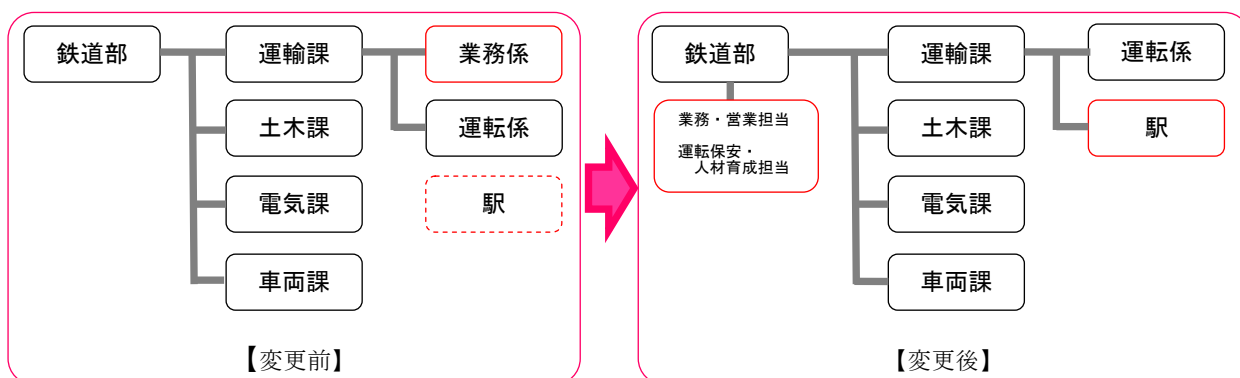 鉄道部
運輸課
業務係
土木課
運転係
電気課
駅
車両課
【変更前】
鉄道部
運輸課
運転係
業務・営業担当
運転保安・
人材育成担当
土木課
駅
電気課
車両課
【変更後】